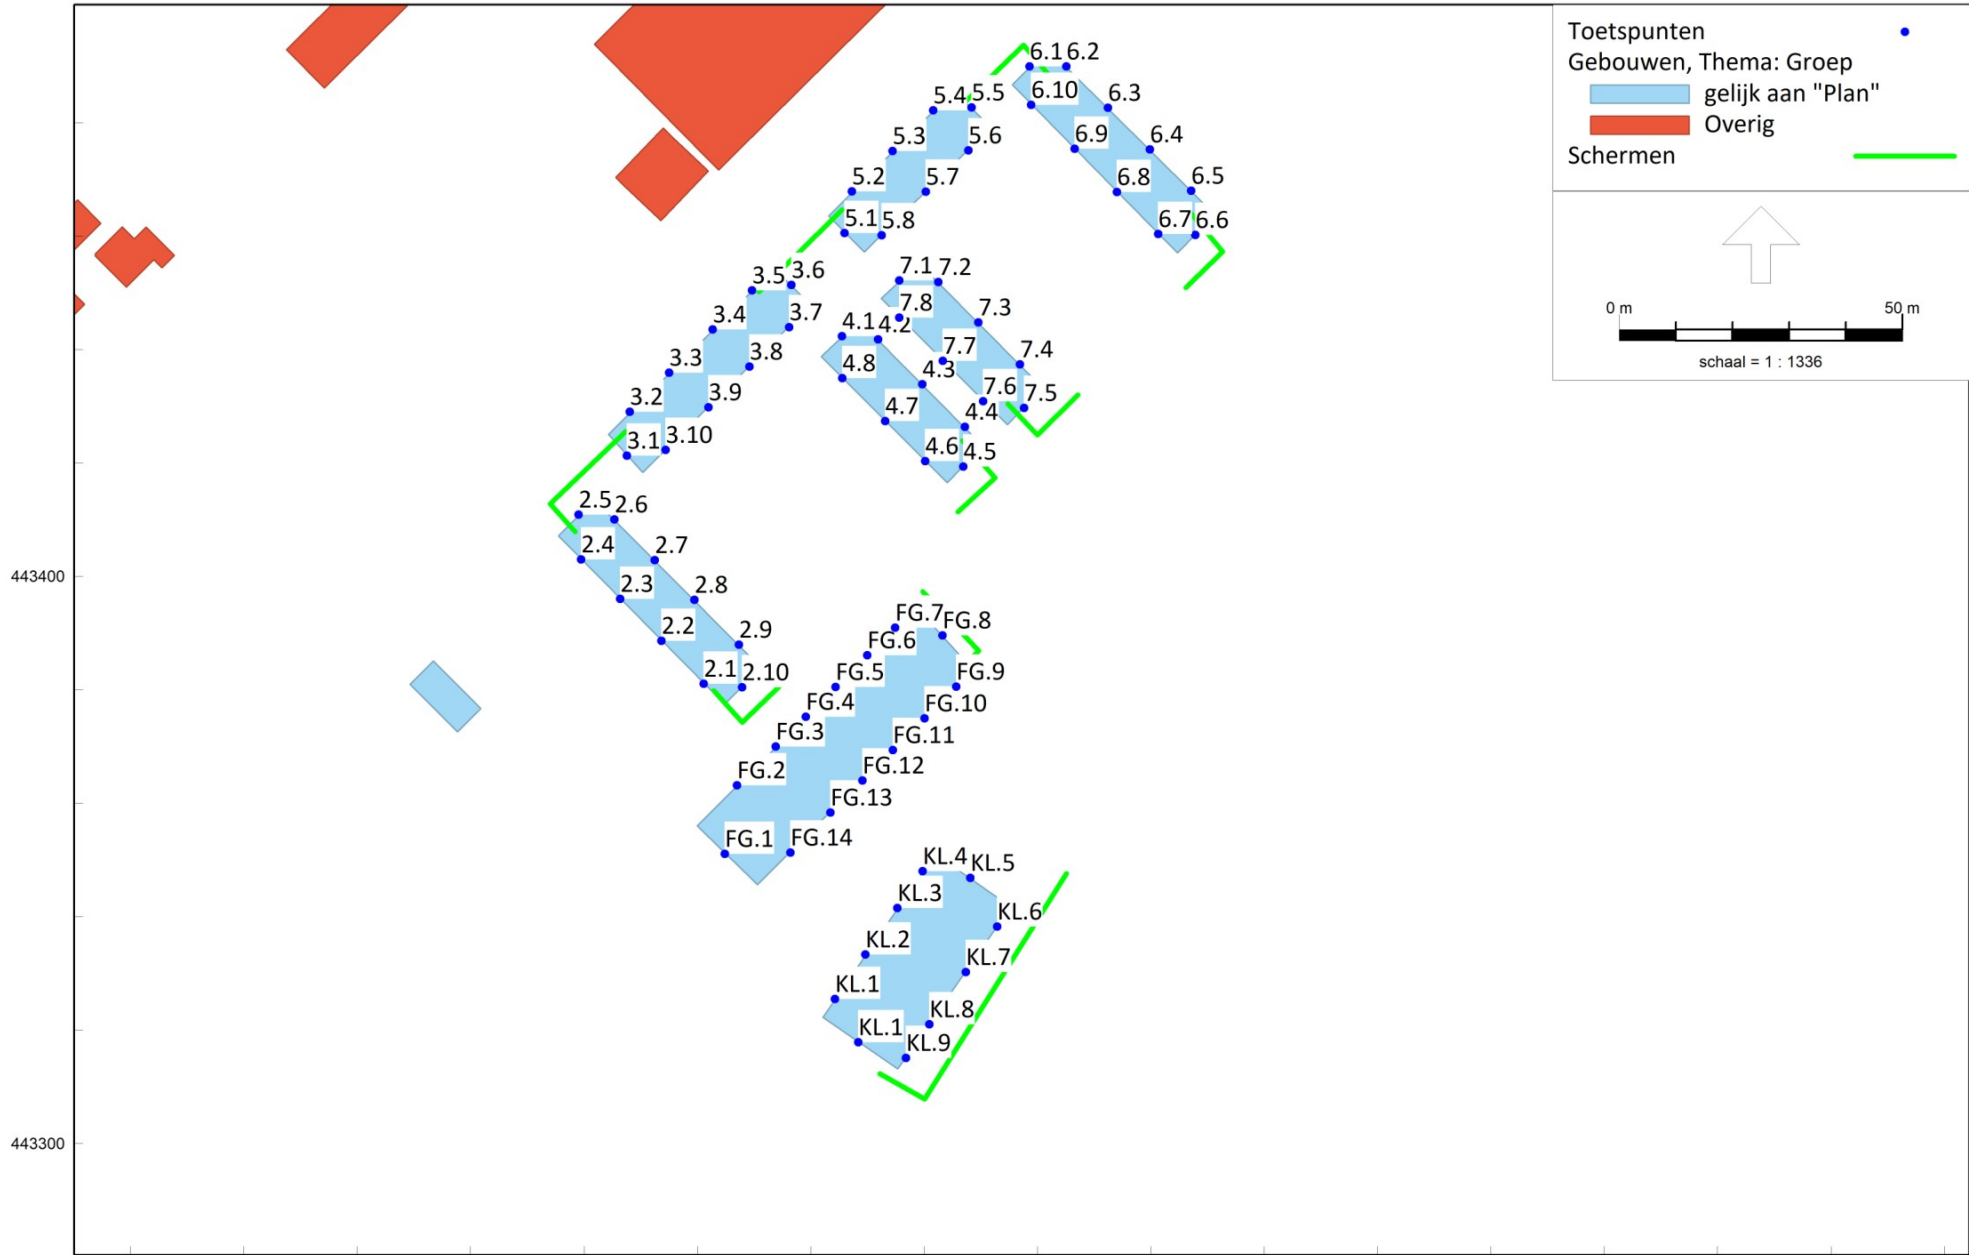 Toetspunten
Gebouwen, Thema: Groep
gelijk aan "Plan"
Overig
Schermen
0 m 50 m
schaal = 1 : 1336
6.1 6.2
6.10
6.3
6.9
6.4
6.8
6.5
6.7 6.6
5.4 5.5
5.3
5.6
5.2
5.7
5.1 5.8
3.5 3.6
3.4 3.7
3.3
3.8
3.2
3.9
3.1 3.10
7.1 7.2
7.8
7.3
7.7
7.4
7.6
7.5
4.1 4.2
4.8
4.3
4.7
4.4
4.6 4.5
2.5 2.6
2.4 2.7
2.3 2.8
2.2 2.9
2.1 2.10
443400
FG.7 FG.8
FG.6
FG.5 FG.9
FG.4 FG.10
FG.3 FG.11
FG.2 FG.12
FG.13
FG.1 FG.14
KL.4 KL.5
KL.3
KL.6
KL.2
KL.7
KL.1
KL.8
KL.1 KL.9
443300